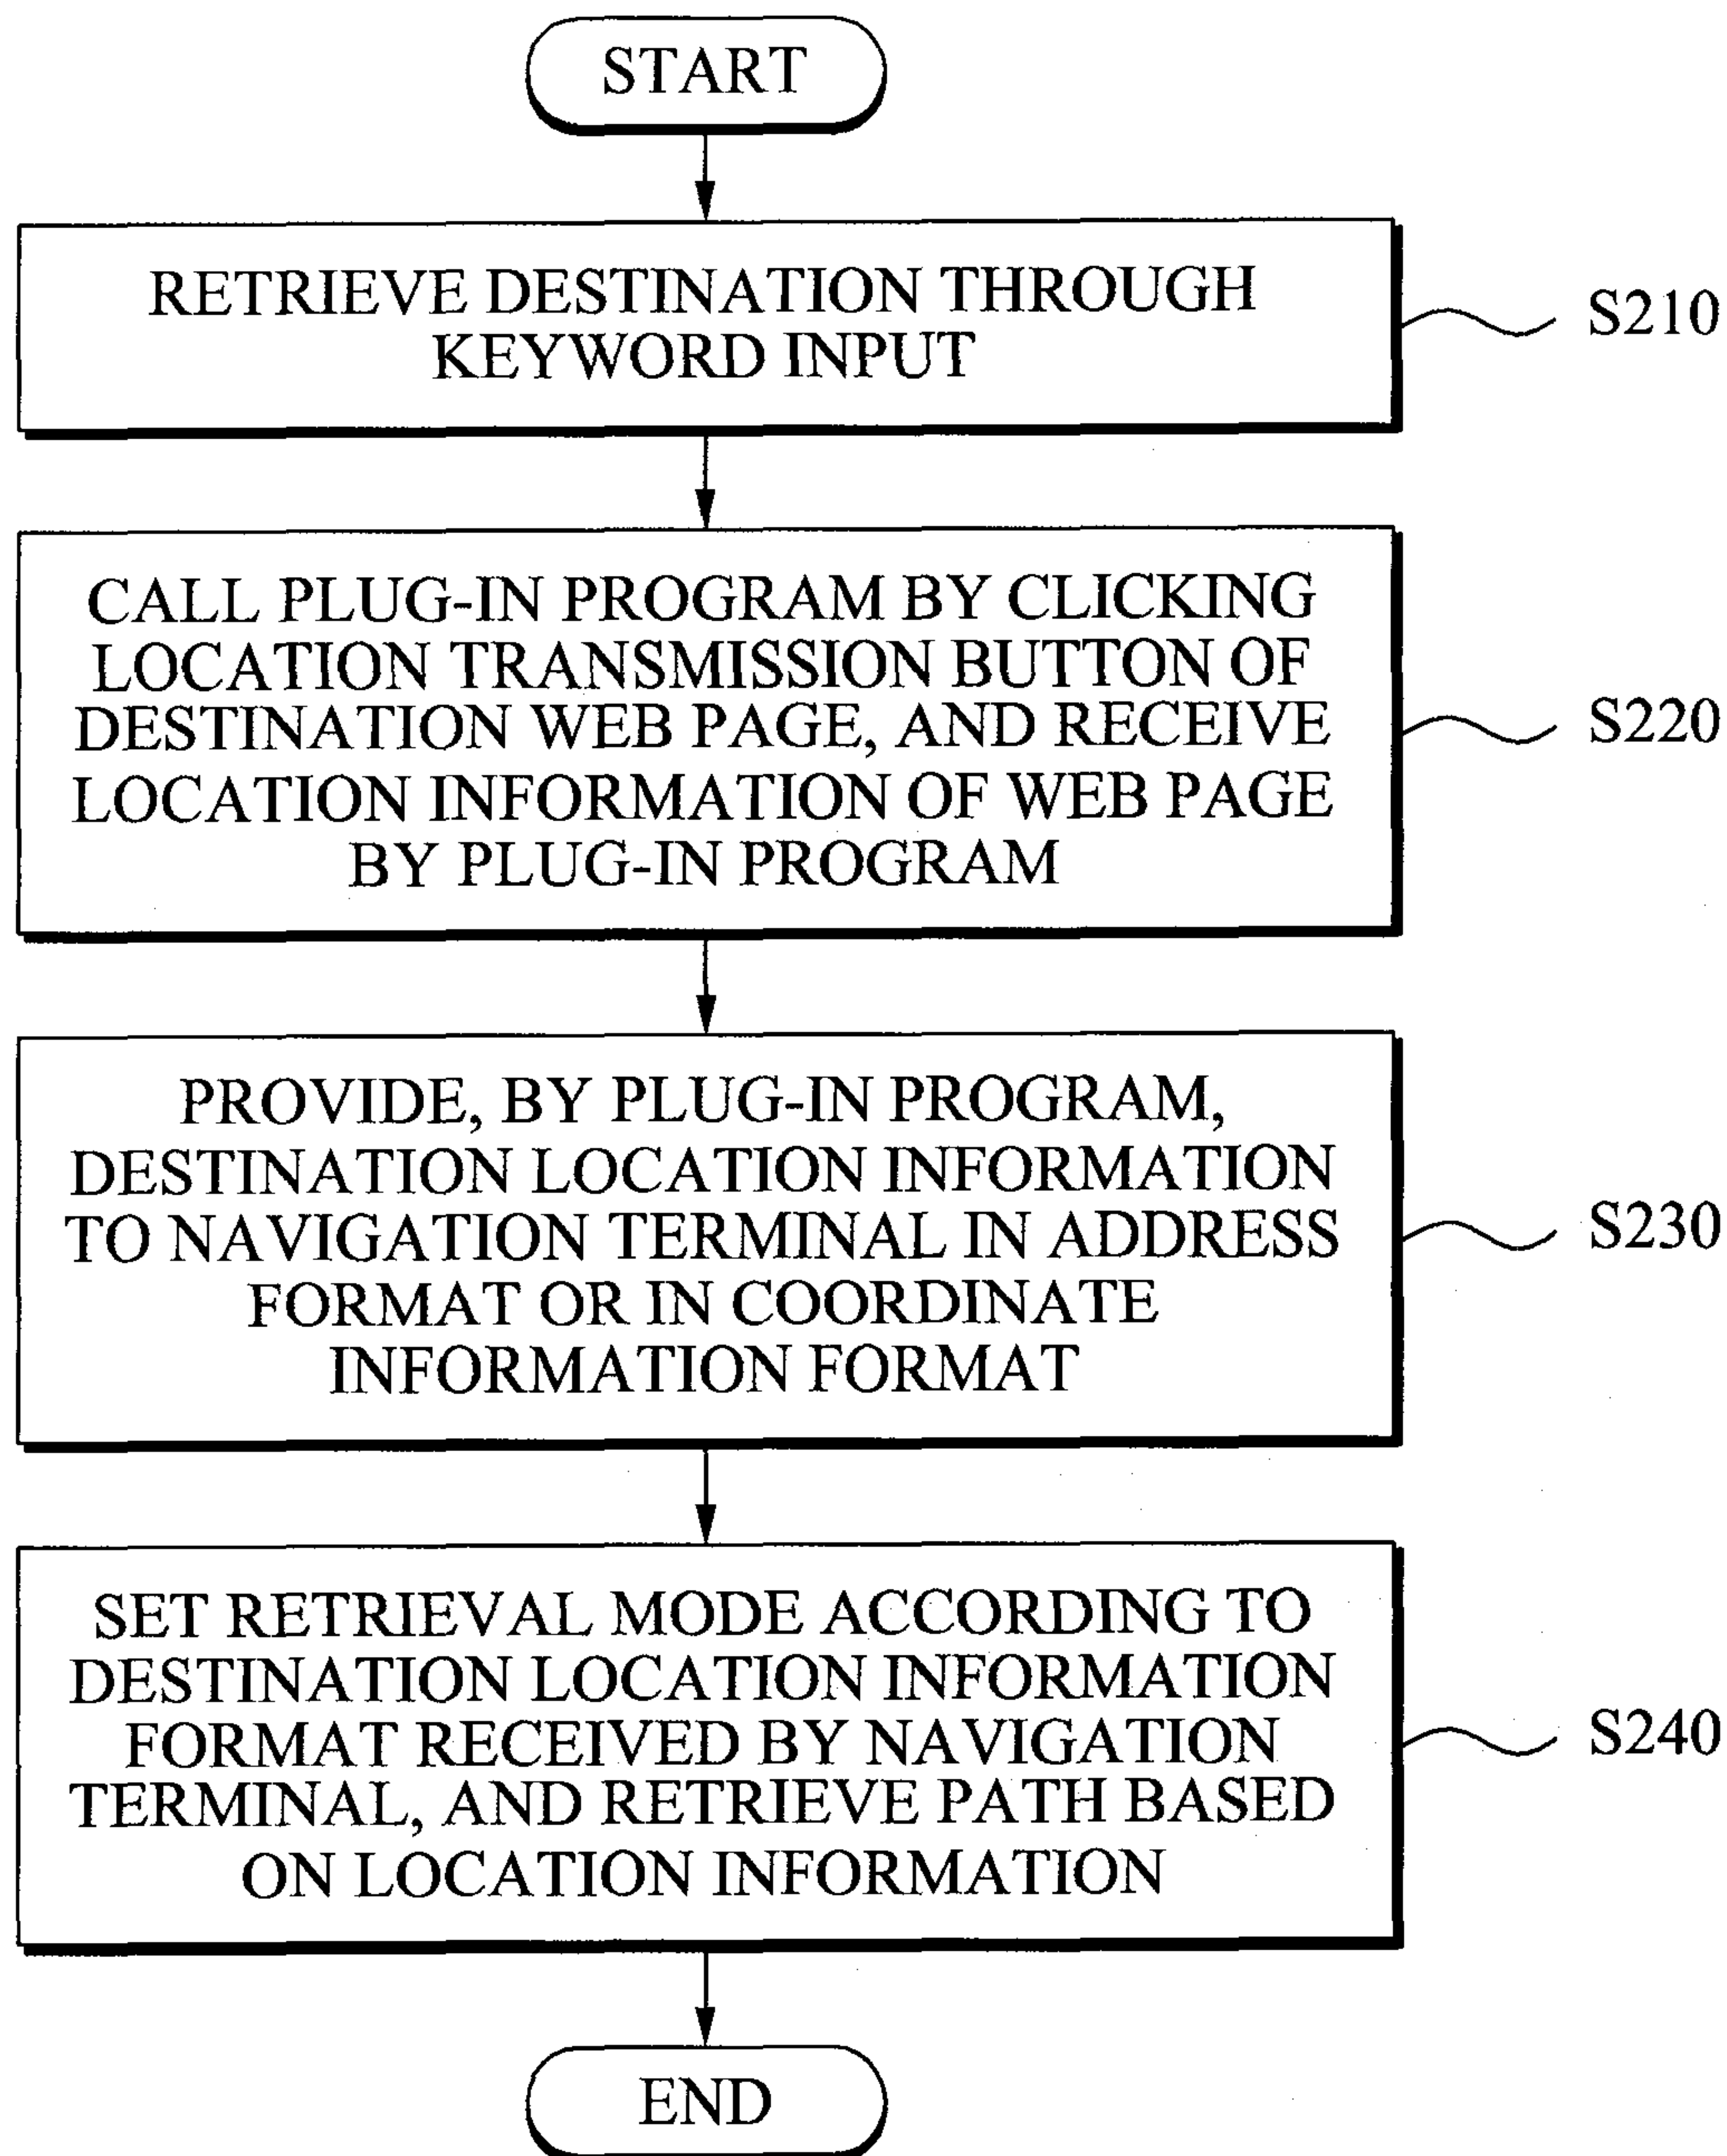 START
RETRIEVE DESTINATION THROUGH
KEYWORD INPUT
S210
CALL PLUG-IN PROGRAM BY CLICKING
LOCATION TRANSMISSION BUTTON OF
DESTINATION WEB PAGE, AND RECEIVE
LOCATION INFORMATION OF WEB PAGE
BY PLUG-IN PROGRAM
S220
PROVIDE, BY PLUG-IN PROGRAM,
DESTINATION LOCATION INFORMATION
TO NAVIGATION TERMINAL IN ADDRESS
FORMAT OR IN COORDINATE
INFORMATION FORMAT
S230
SET RETRIEVAL MODE ACCORDING TO
DESTINATION LOCATION INFORMATION
FORMAT RECEIVED BY NAVIGATION
TERMINAL, AND RETRIEVE PATH BASED
ON LOCATION INFORMATION
S240
END